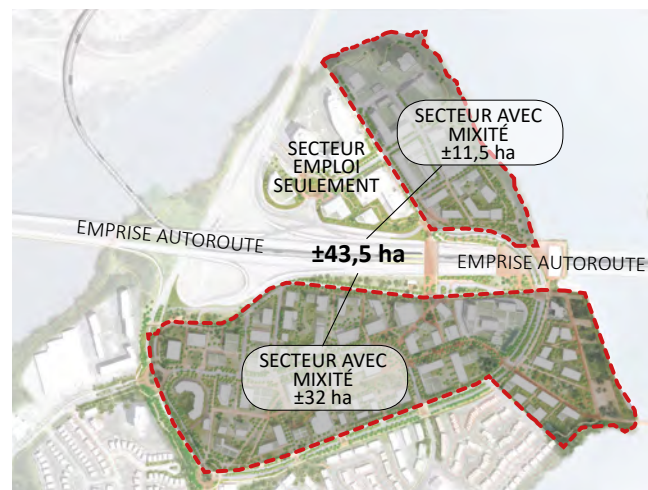 SECTEUR AVEC
MIXITÉ
±11,5 ha
SECTEUR
EMPLOI
SEULEMENT
EMPRISE AUTOROUTE
±43,5 ha
EMPRISE AUTOROUTE
SECTEUR AVEC
MIXITÉ
±32 ha